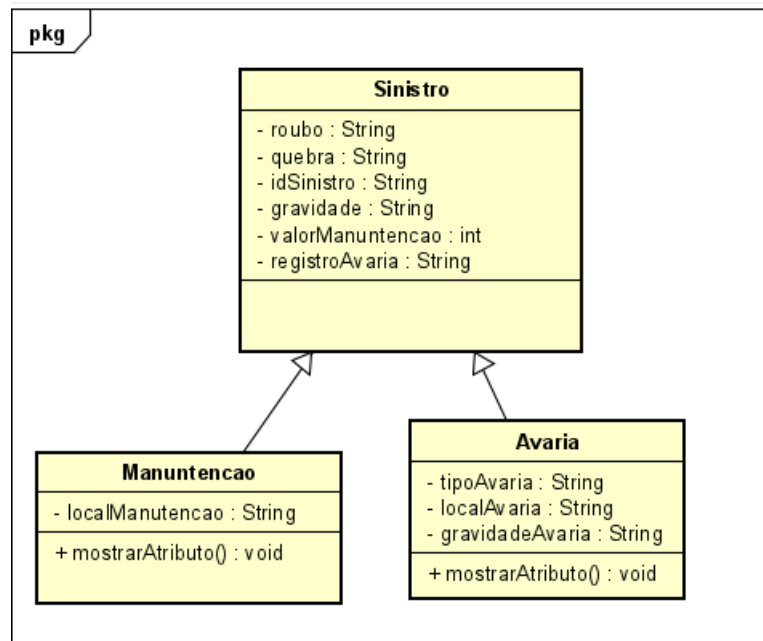 pkg
Sinistro
- roubo : String
- quebra : String
- idSinistro : String
- gravidade : String
- valorManuntencao : int
- registroAvaria : String
Manuntencao
- localManutencao : String
+ mostrarAtributo() : void
Avaria
- tipoAvaria : String
- localAvaria : String
- gravidadeAvaria : String
+ mostrarAtributo() : void